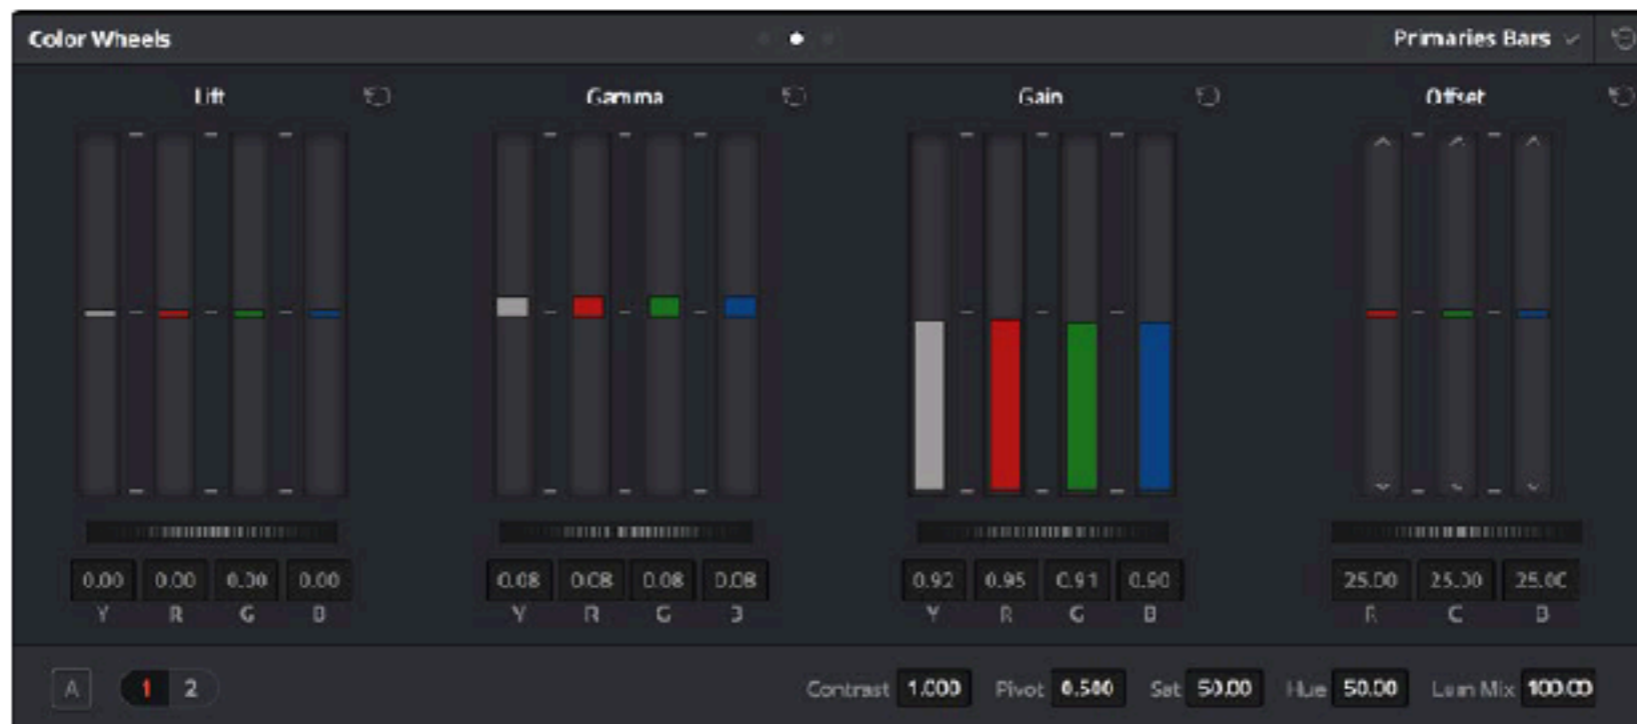 Color Wheels Primaries Bars
Lift Gamma Gain Offset
0.00 0.00 0.00 0.00 0.08 0.08 0.08 0.08 0.92 0.95 0.91 0.90 25.00 25.00 25.00
Y R G B Y R G B Y R G B R G B
A 1 2 Contrast 1.000 Pivot 0.500 Sat 50.00 Hue 50.00 Lum Mix 100.00